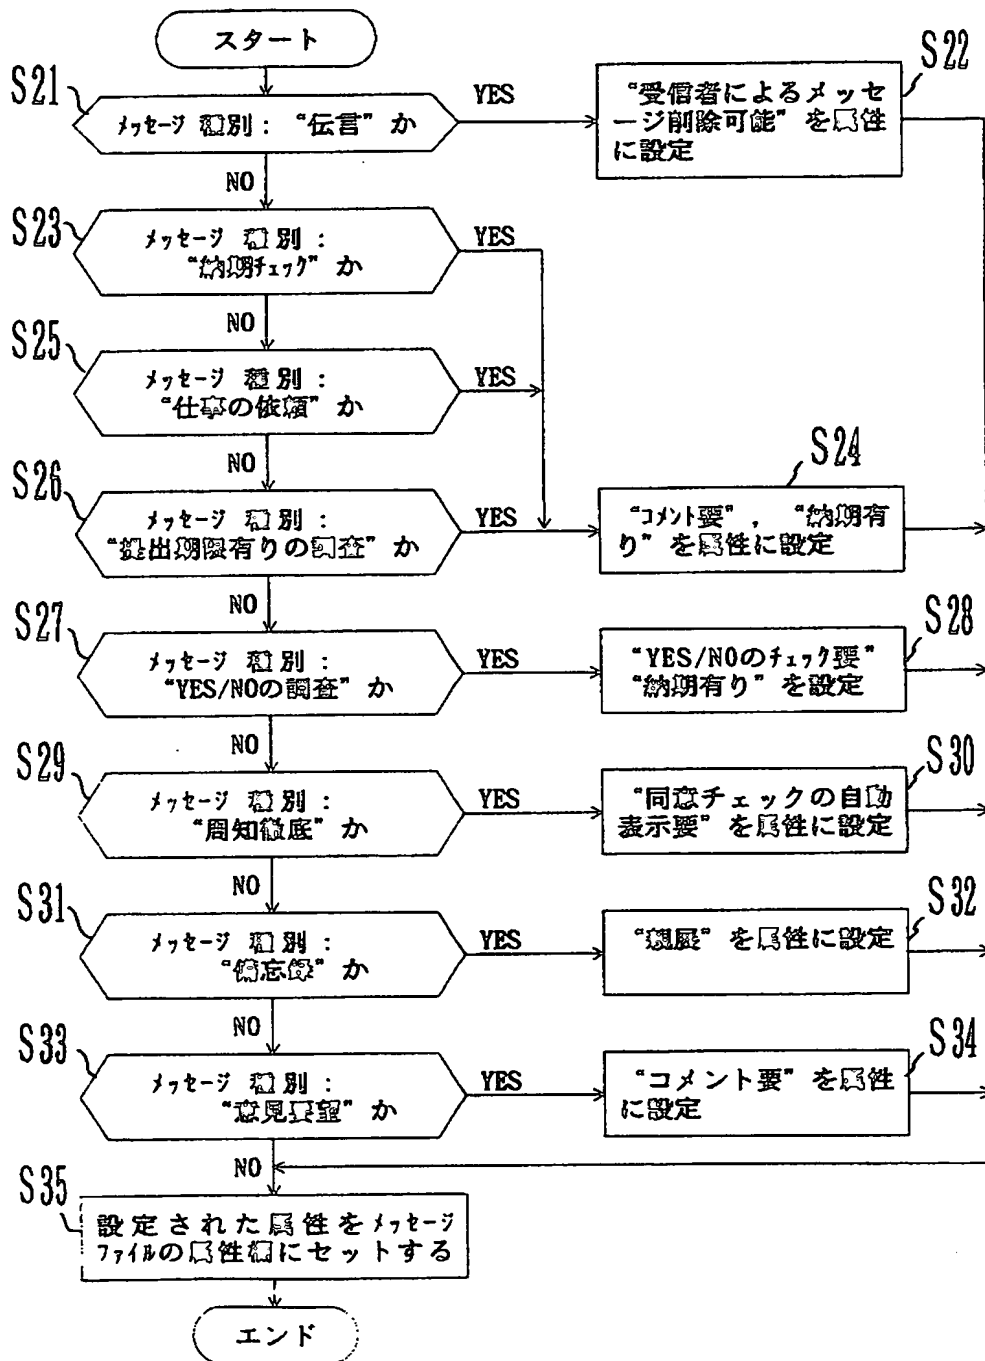 スタート
S21
メッセージ 種別: “伝言” か
YES
S22
“受信者によるメッセ
ージ削除可能” を属性
に設定
NO
S23
メッセージ 種別:
“納期チェック” か
YES
NO
S25
メッセージ 種別:
“仕事の依頼” か
YES
NO
S26
メッセージ 種別:
“提出期限有りの調査” か
YES
S24
“コメント要”, “納期有
り” を属性に設定
NO
S27
メッセージ 種別:
“YES/NOの調査” か
YES
S28
“YES/NOのチェック要”
“納期有り” を設定
NO
S29
メッセージ 種別:
“周知徹底” か
YES
S30
“同意チェックの自動
表示要” を属性に設定
NO
S31
メッセージ 種別:
“備忘録” か
YES
S32
“親展” を属性に設定
NO
S33
メッセージ 種別:
“意見要望” か
YES
S34
“コメント要” を属性
に設定
NO
S35
設定された属性をメッセージ
ファイルの属性欄にセットする
エンド